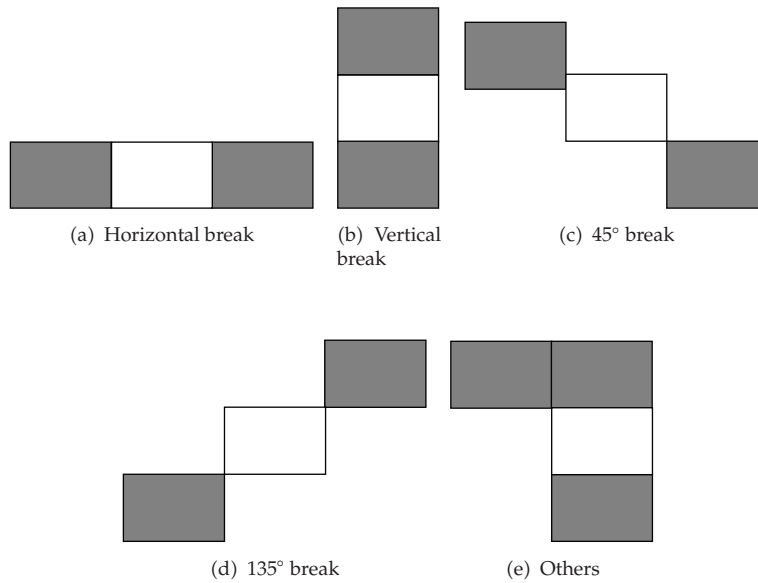 (a) Horizontal break
(b) Vertical
break
(c) 45° break
(d) 135° break
(e) Others